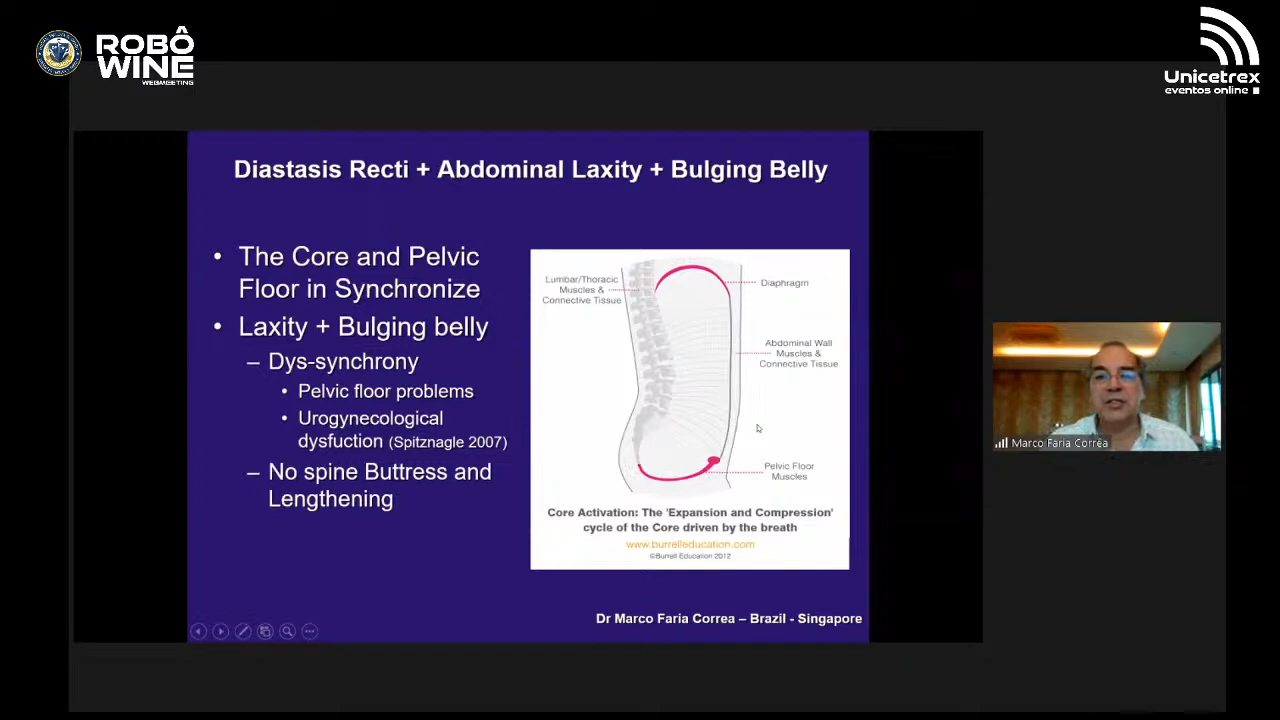 ROBÔ
WINE
WEBMEETING
Unicetrex
eventos online
Diastasis Recti + Abdominal Laxity + Bulging Belly
• The Core and Pelvic
Floor in Synchronize
• Laxity + Bulging belly
– Dys-synchrony
• Pelvic floor problems
• Urogynecological
dysfuction (Spitznagle 2007)
– No spine Buttress and
Lengthening
Lumbar/Thoracic
Muscles &
Connective Tissue
Diaphragm
Abdominal Wall
Muscles &
Connective Tissue
Pelvic Floor
Muscles
Core Activation: The 'Expansion and Compression'
cycle of the Core driven by the breath
www.burrelleducation.com
©Burrell Education 2012
Dr Marco Faria Correa – Brazil - Singapore
Marco Faria Corrêa